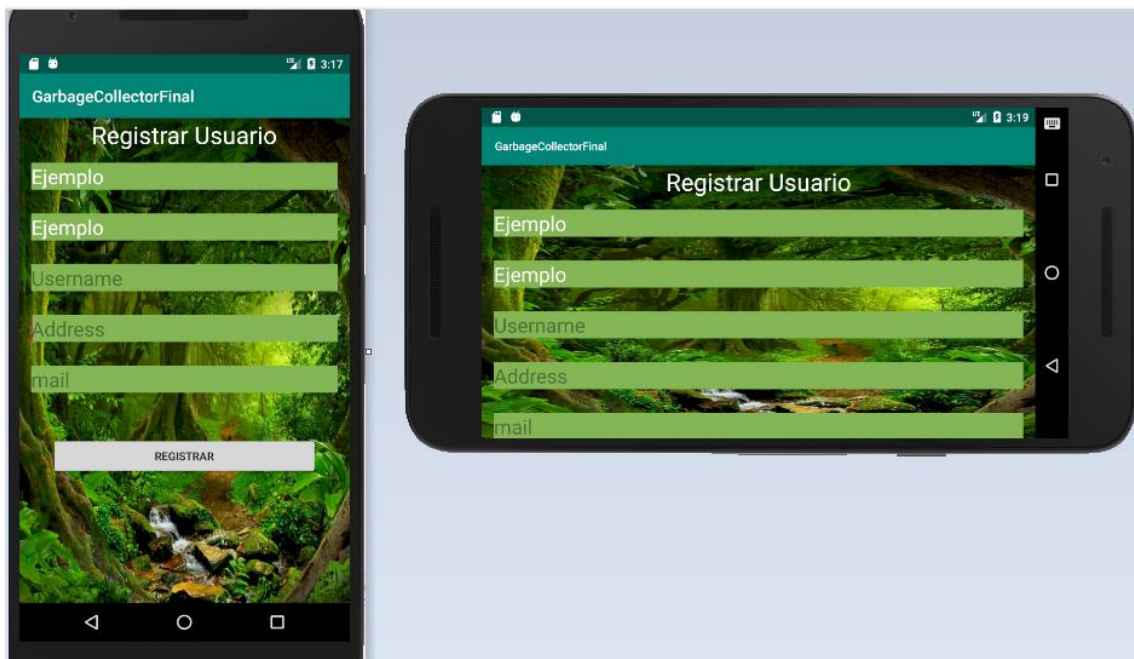 3:17
GarbageCollectorFinal
Registrar Usuario
Ejemplo
Ejemplo
Username
Address
mail
REGISTRAR
3:19
GarbageCollectorFinal
Registrar Usuario
Ejemplo
Ejemplo
Username
Address
mail